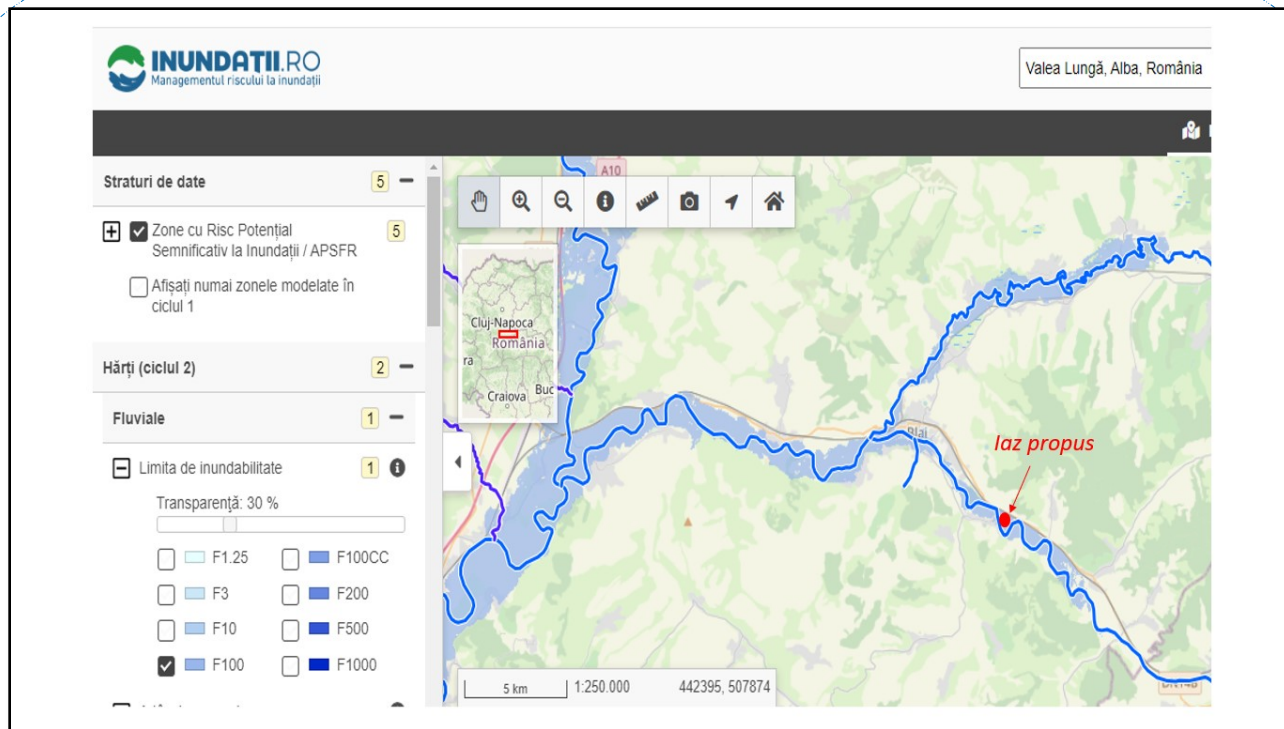 INUNDATII.RO
Managementul riscului la inundații
Valea Lungă, Alba, România
Straturi de date 5
Zone cu Risc Potențial 5
Semnificativ la Inundații / APSFR
Afișați numai zonele modelate în
ciclul 1
Hărți (ciclul 2) 2
Fluviale 1
Limita de inundabilitate 1
Transparență: 30 %
F1.25 F100CC
F3 F200
F10 F500
F100 F1000
A10
Cluj-Napoca
România
ra
Craiova Buc
Blaj
Iaz propus
5 km 1:250.000 442395, 507874